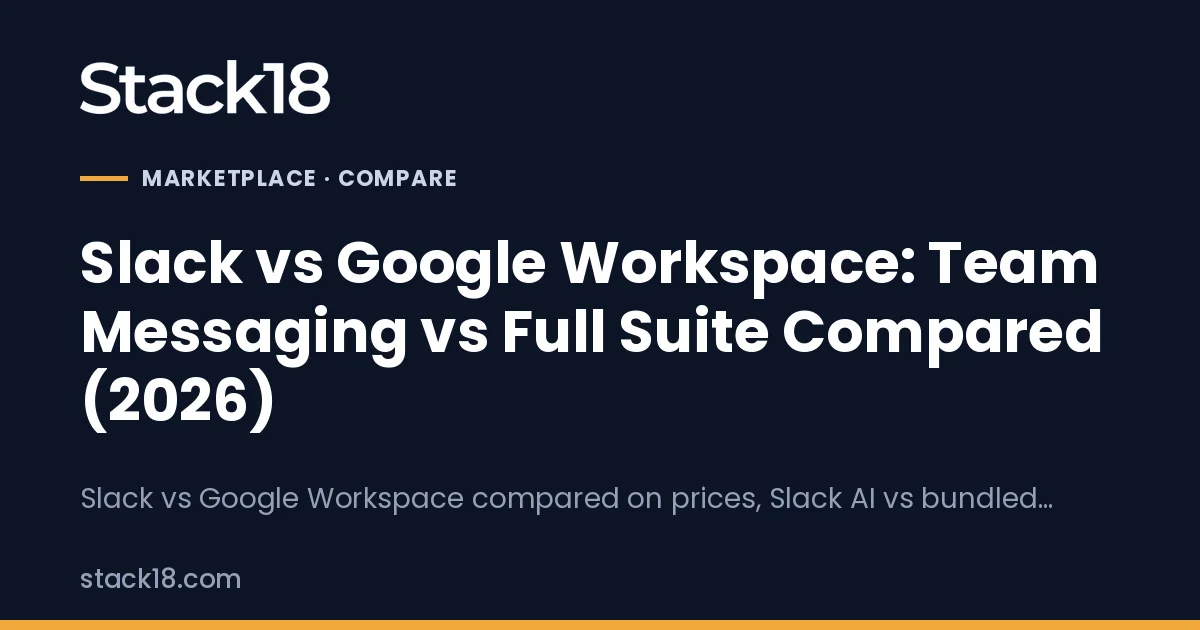 Stack18
MARKETPLACE · COMPARE
Slack vs Google Workspace: Team
Messaging vs Full Suite Compared
(2026)
Slack vs Google Workspace compared on prices, Slack AI vs bundled...
stack18.com